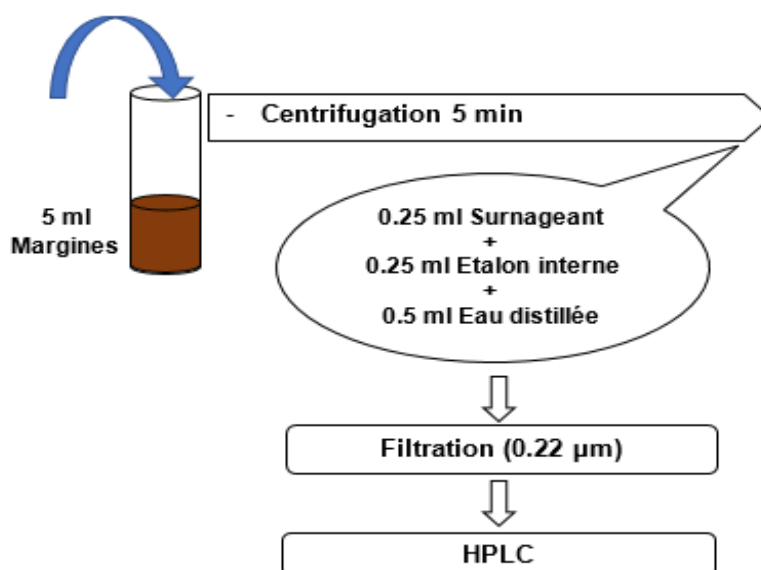 - Centrifugation 5 min
5 ml
Margines
0.25 ml Surnageant
+
0.25 ml Etalon interne
+
0.5 ml Eau distillée
Filtration (0.22 µm)
HPLC